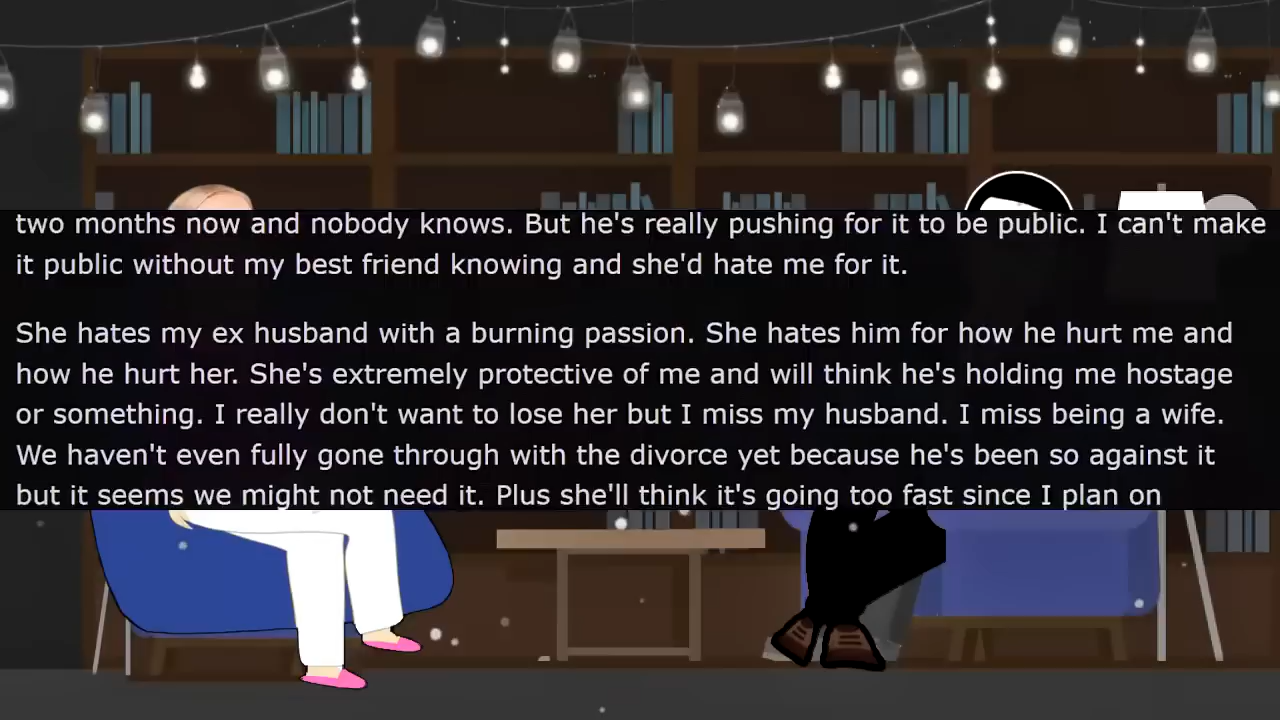 two months now and nobody knows. But he's really pushing for it to be public. I can't make
it public without my best friend knowing and she'd hate me for it.
She hates my ex husband with a burning passion. She hates him for how he hurt me and
how he hurt her. She's extremely protective of me and will think he's holding me hostage
or something. I really don't want to lose her but I miss my husband. I miss being a wife.
We haven't even fully gone through with the divorce yet because he's been so against it
but it seems we might not need it. Plus she'll think it's going too fast since I plan on